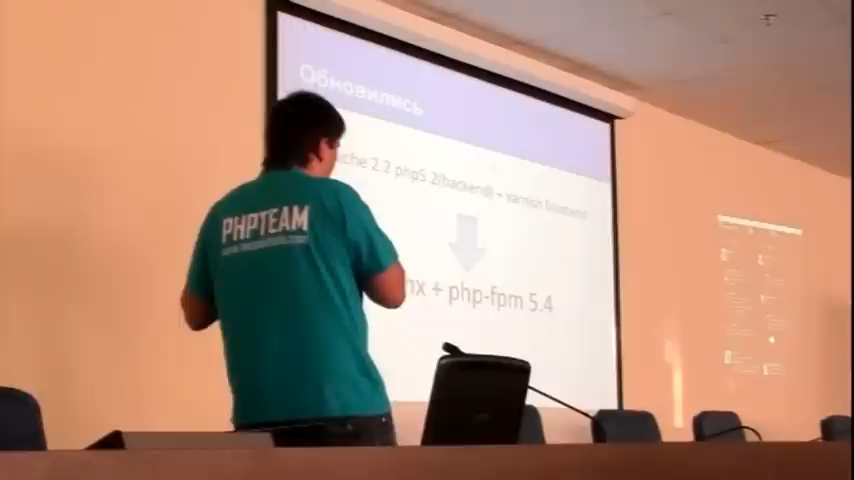 Обновились
che 2.2 php5.2(backend) + varnish frontend
nx + php-fpm 5.4
PHPTEAM